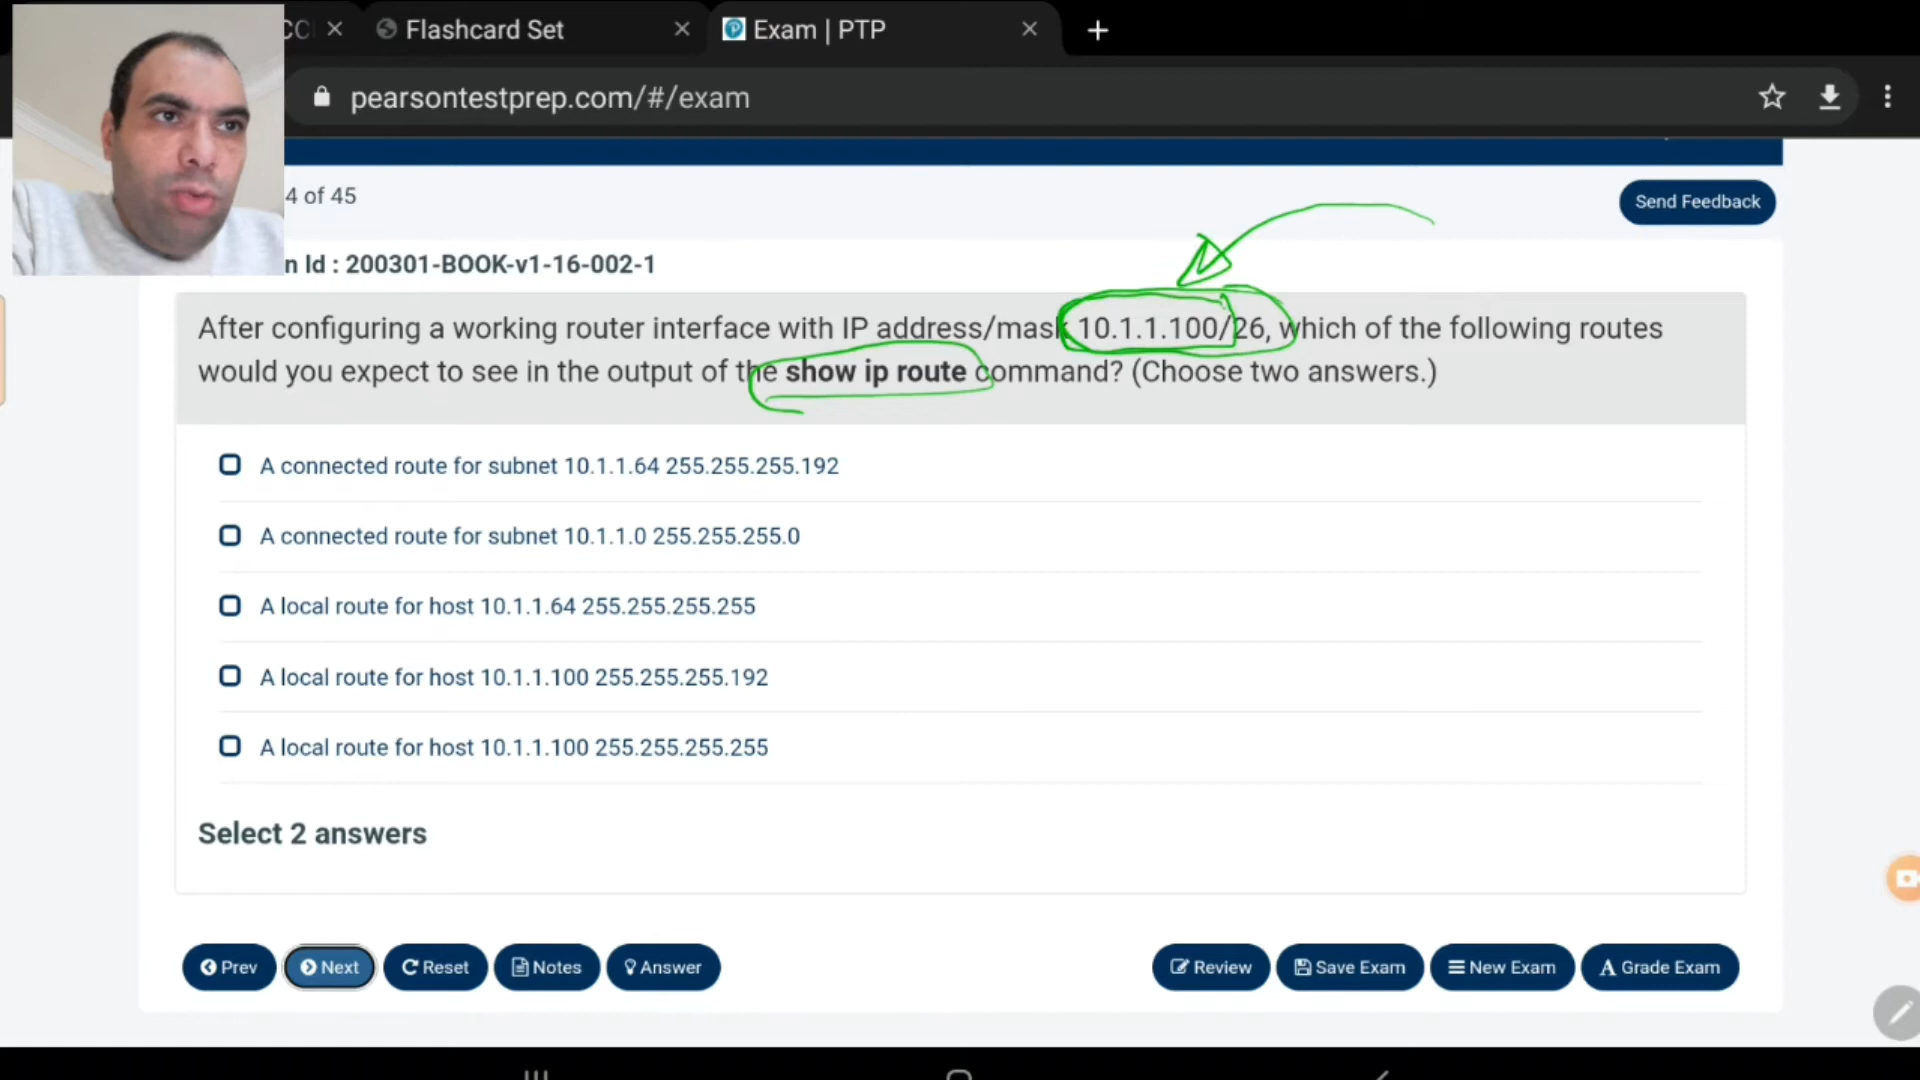 CC
Flashcard Set
Exam | PTP
pearsontestprep.com/#/exam
4 of 45
Send Feedback
n Id : 200301-BOOK-v1-16-002-1
After configuring a working router interface with IP address/mask 10.1.1.100/26, which of the following routes
would you expect to see in the output of the show ip route command? (Choose two answers.)
A connected route for subnet 10.1.1.64 255.255.255.192
A connected route for subnet 10.1.1.0 255.255.255.0
A local route for host 10.1.1.64 255.255.255.255
A local route for host 10.1.1.100 255.255.255.192
A local route for host 10.1.1.100 255.255.255.255
Select 2 answers
Prev Next Reset Notes Answer Review Save Exam New Exam Grade Exam